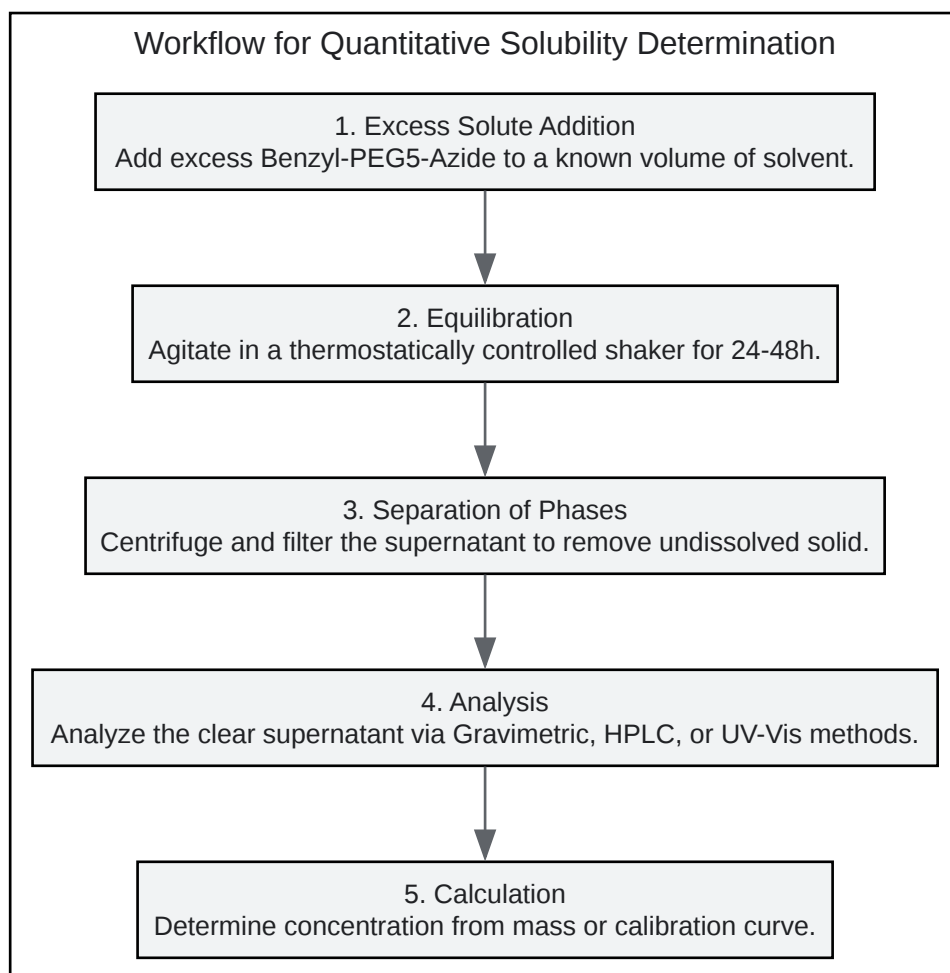 Workflow for Quantitative Solubility Determination
1. Excess Solute Addition
Add excess Benzyl-PEG5-Azide to a known volume of solvent.
2. Equilibration
Agitate in a thermostatically controlled shaker for 24-48h.
3. Separation of Phases
Centrifuge and filter the supernatant to remove undissolved solid.
4. Analysis
Analyze the clear supernatant via Gravimetric, HPLC, or UV-Vis methods.
5. Calculation
Determine concentration from mass or calibration curve.